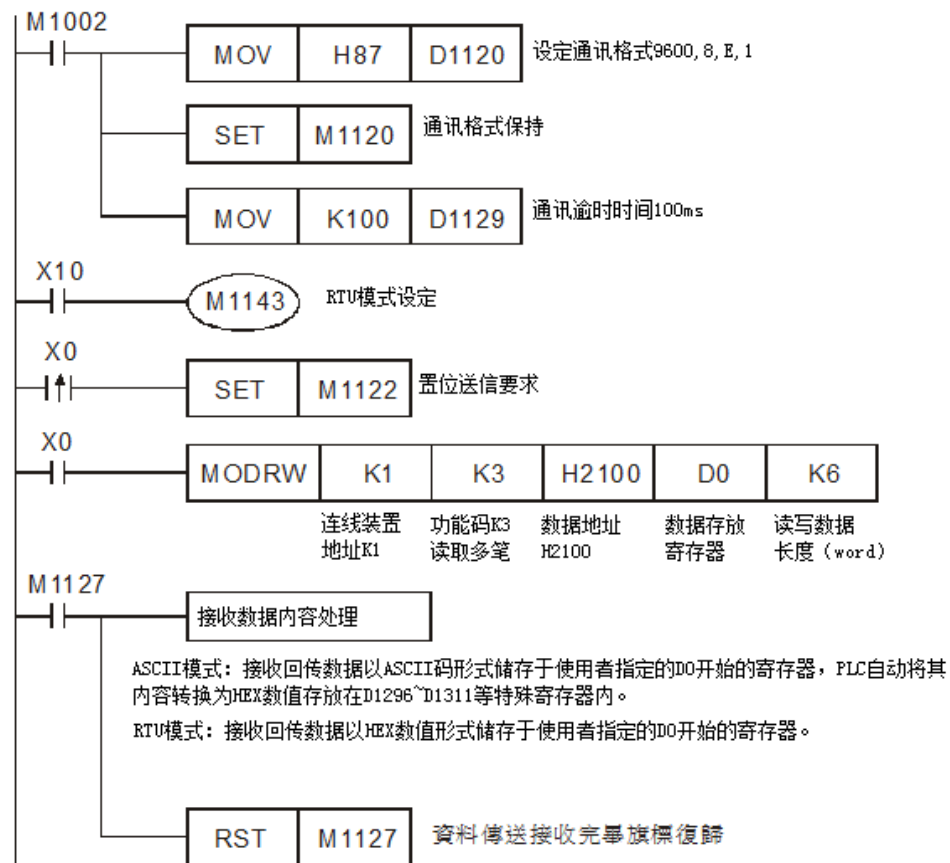 M1002
MOV H87 D1120 设定通讯格式9600,8,E,1
SET M1120 通讯格式保持
MOV K100 D1129 通讯逾时时间100ms
X10
M1143 RTU模式设定
X0
SET M1122 置位送信要求
X0
MODRW K1 K3 H2100 D0 K6
连线装置 功能码K3 数据地址 数据存放 读写数据
地址K1 读取多笔 H2100 寄存器 长度（word）
M1127
接收数据内容处理
ASCII模式：接收回传数据以ASCII码形式储存于使用者指定的D0开始的寄存器，PLC自动将其
内容转换为HEX数值存放在D1296~D1311等特殊寄存器内。
RTU模式：接收回传数据以HEX数值形式储存于使用者指定的D0开始的寄存器。
RST M1127 資料傳送接收完畢旗標復歸